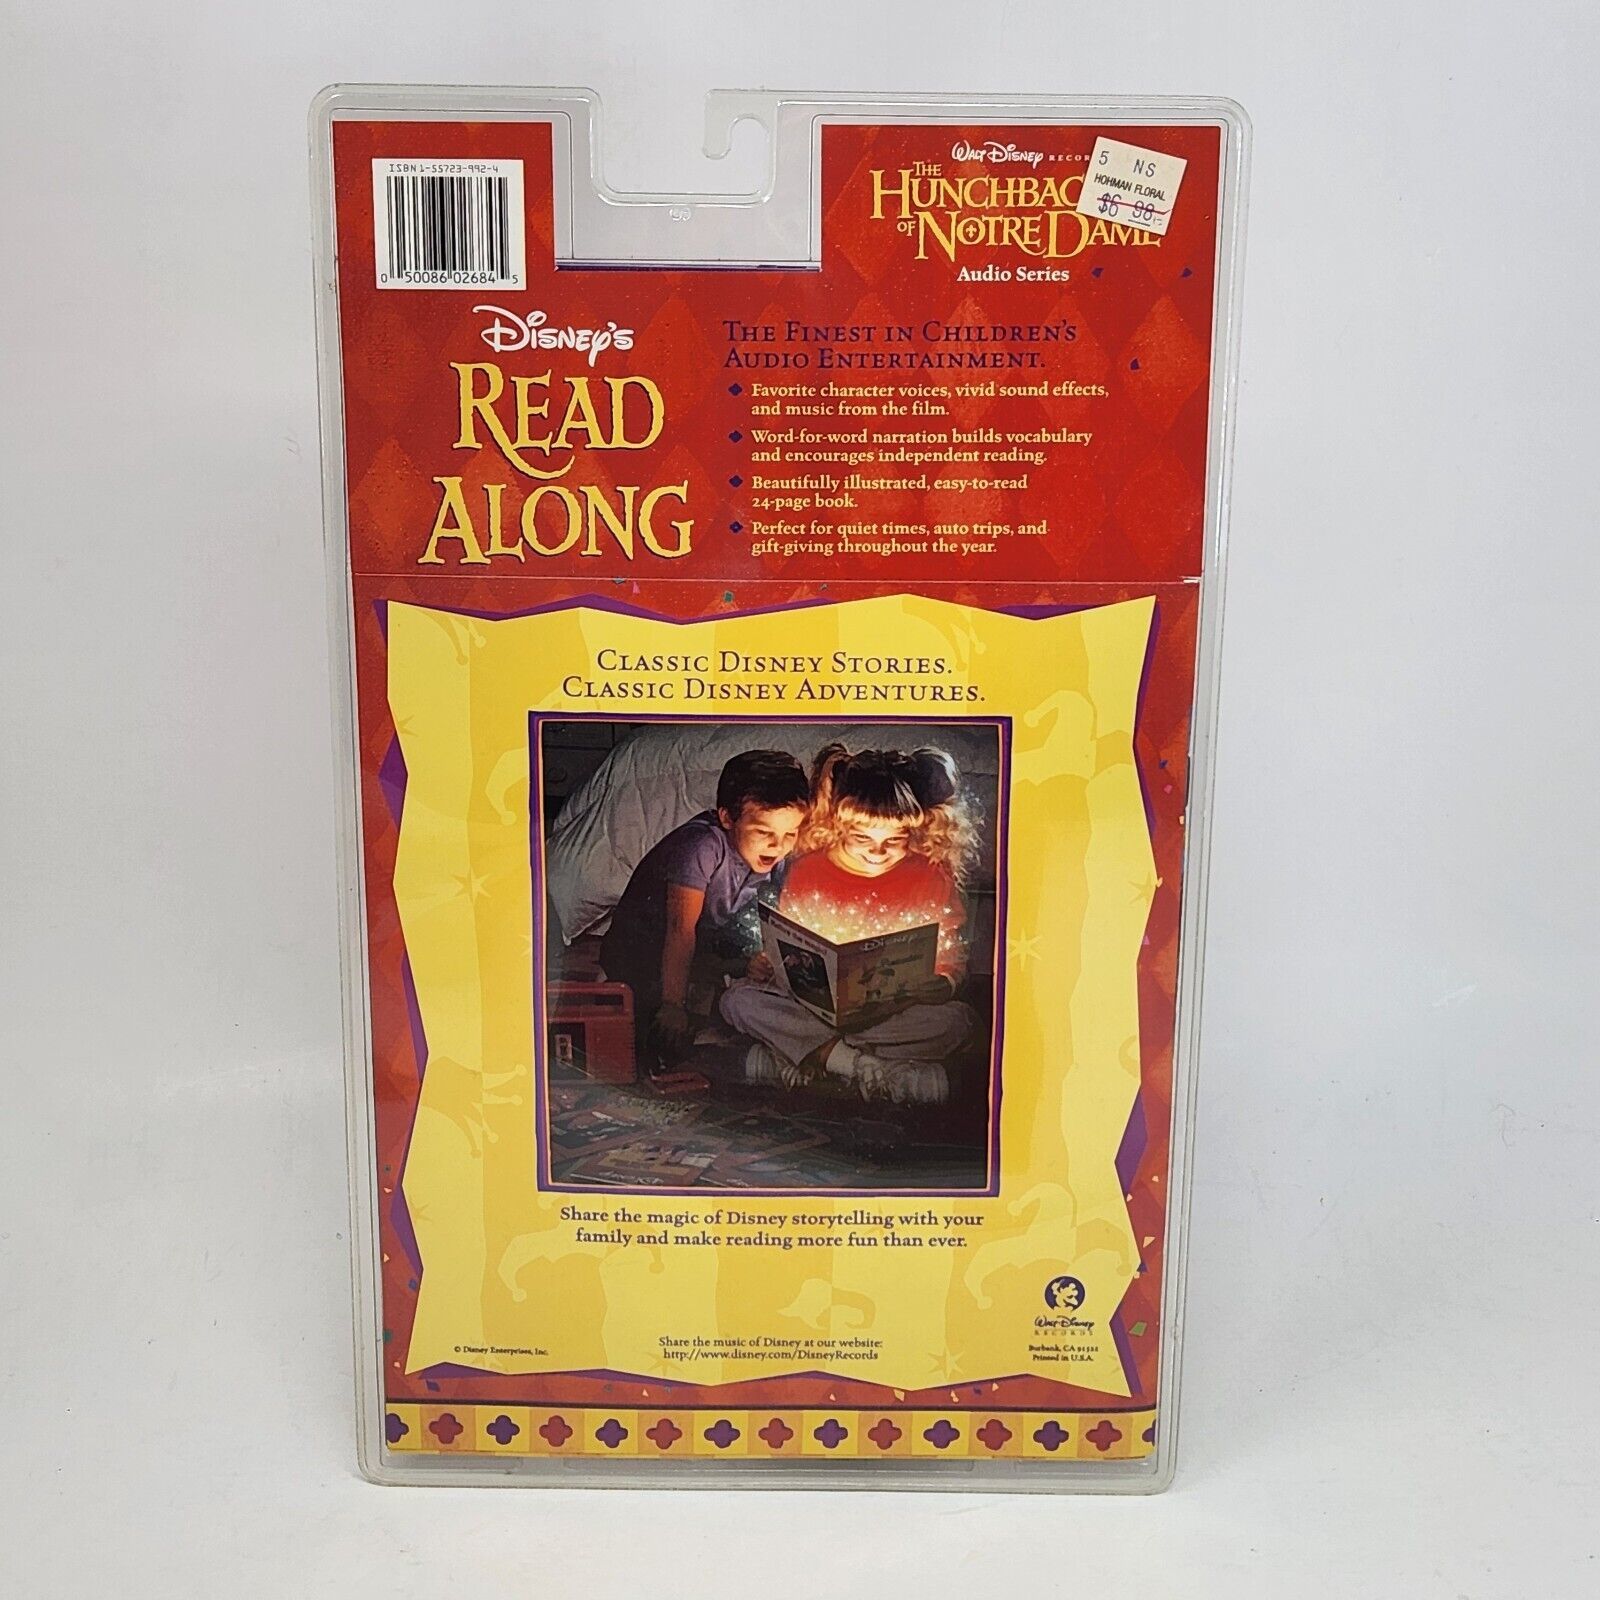 ISBN 1-55723-992-4
0 50086 02684 5
WALT DISNEY RECOR
THE
HUNCHBAC
OF NOTRE DAME
Audio Series
5 NS
HOHMAN FLORAL
$6.98
DISNEY'S
READ
ALONG
THE FINEST IN CHILDREN'S
AUDIO ENTERTAINMENT.
Favorite character voices, vivid sound effects,
and music from the film.
Word-for-word narration builds vocabulary
and encourages independent reading.
Beautifully illustrated, easy-to-read
24-page book.
Perfect for quiet times, auto trips, and
gift-giving throughout the year.
CLASSIC DISNEY STORIES.
CLASSIC DISNEY ADVENTURES.
DISNEY
Share the magic of Disney storytelling with your
family and make reading more fun than ever.
WALT DISNEY
RECORDS
Burbank, CA 91521
Printed in U.S.A.
Share the music of Disney at our website:
http://www.disney.com/DisneyRecords
© Disney Enterprises, Inc.